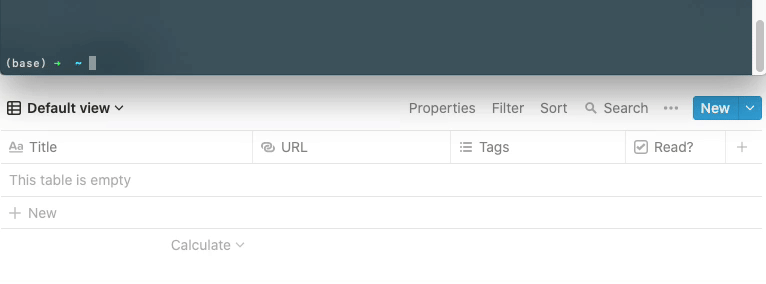 (base) ➜ ~
Default view Properties Filter Sort Search ••• New
Aa Title URL Tags Read? +
This table is empty
+ New
Calculate